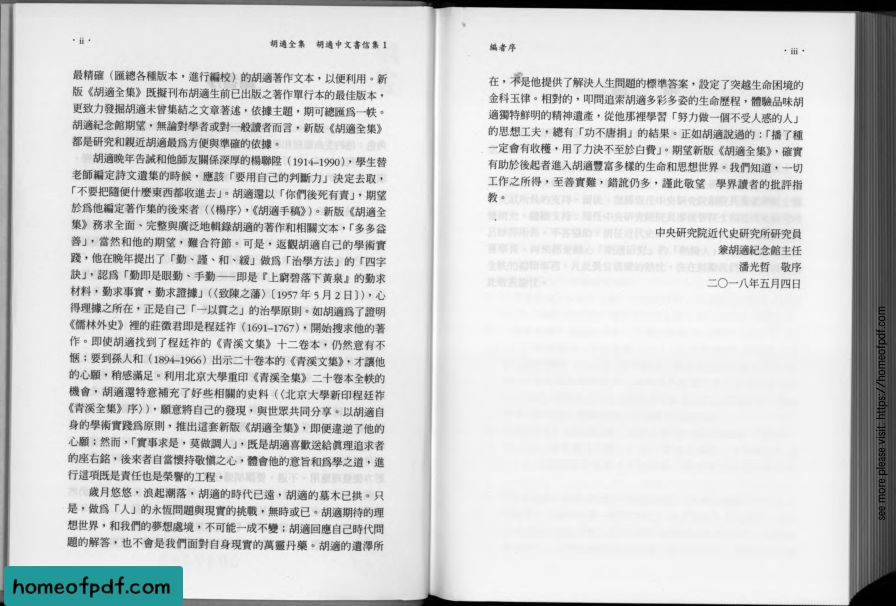 · ii ·
胡適全集 胡適中文書信集 1
最精確（匯總各種版本，進行編校）的胡適著作文本，以便利用。新
版《胡適全集》既擬刊布胡適生前已出版之著作單行本的最佳版本，
更致力發掘胡適未曾集結之文章著述，依據主題，期可總匯為一帙。
胡適紀念館期望，無論對學者或對一般讀者而言，新版《胡適全集》
都是研究和親近胡適最為方便與準確的依據。
胡適晚年告誡和他師友關係深厚的楊聯陞（1914–1990），學生替
老師編定詩文遺集的時候，應該「要用自己的判斷力」決定去取，
「不要把隨便什麼東西都收進去」。胡適還以「你們後死有責」，期望
於為他編定著作集的後來者（〈楊序〉，《胡適手稿》）。新版《胡適全
集》務求全面、完整與廣泛地輯錄胡適的著作和相關文本，「多多益
善」，當然和他的期望，難合符節。可是，返觀胡適自己的學術實
踐，他在晚年提出了「勤、謹、和、緩」做為「治學方法」的「四字
訣」，認為「勤即是眼勤、手勤——即是『上窮碧落下黃泉』的勤求
材料，勤求事實，勤求證據」（〈致陳之藩〉〔1957 年 5 月 2 日〕），心
得理據之所在，正是自己「一以貫之」的治學原則。如胡適為了證明
《儒林外史》裡的莊徵君即是程廷祚（1691–1767），開始搜求他的著
作。即使胡適找到了程廷祚的《青溪文集》十二卷本，仍然意有不
愜；要到孫人和（1894–1966）出示二十卷本的《青溪文集》，才讓他
的心願，稍感滿足。利用北京大學重印《青溪全集》二十卷本全帙的
機會，胡適還特意補充了好些相關的史料（〈北京大學新印程廷祚
《青溪全集》序〉），願意將自己的發現，與世眾共同分享。以胡適自
身的學術實踐為原則，推出這套新版《胡適全集》，即便違逆了他的
心願；然而，「實事求是，莫做調人」，既是胡適喜歡送給真理追求者
的座右銘，後來者自當懷持敬慎之心，體會他的意旨和為學之道，進
行這項既是責任也是榮譽的工程。
歲月悠悠，浪起潮落，胡適的時代已遠，胡適的墓木已拱。只
是，做為「人」的永恆問題與現實的挑戰，無時或已。胡適期待的理
想世界，和我們的夢想處境，不可能一成不變；胡適回應自己時代問
題的解答，也不會是我們面對自身現實的萬靈丹藥。胡適的遺澤所
編者序
· iii ·
在，不是他提供了解決人生問題的標準答案，設定了突越生命困境的
金科玉律。相對的，叩問追索胡適多彩多姿的生命歷程，體驗品味胡
適獨特鮮明的精神遺產，從他那裡學習「努力做一個不受人惑的人」
的思想工夫，總有「功不唐捐」的結果。正如胡適說過的：「播了種
一定會有收穫，用了力決不至於白費」。期望新版《胡適全集》，確實
有助於後起者進入胡適豐富多樣的生命和思想世界。我們知道，一切
工作之所得，至善實難，錯訛仍多，謹此敬望 學界讀者的批評指
教。
中央研究院近代史研究所研究員
兼胡適紀念館主任
潘光哲 敬序
二〇一八年五月四日
see more please visit: https://homeofpdf.com
homeofpdf.com